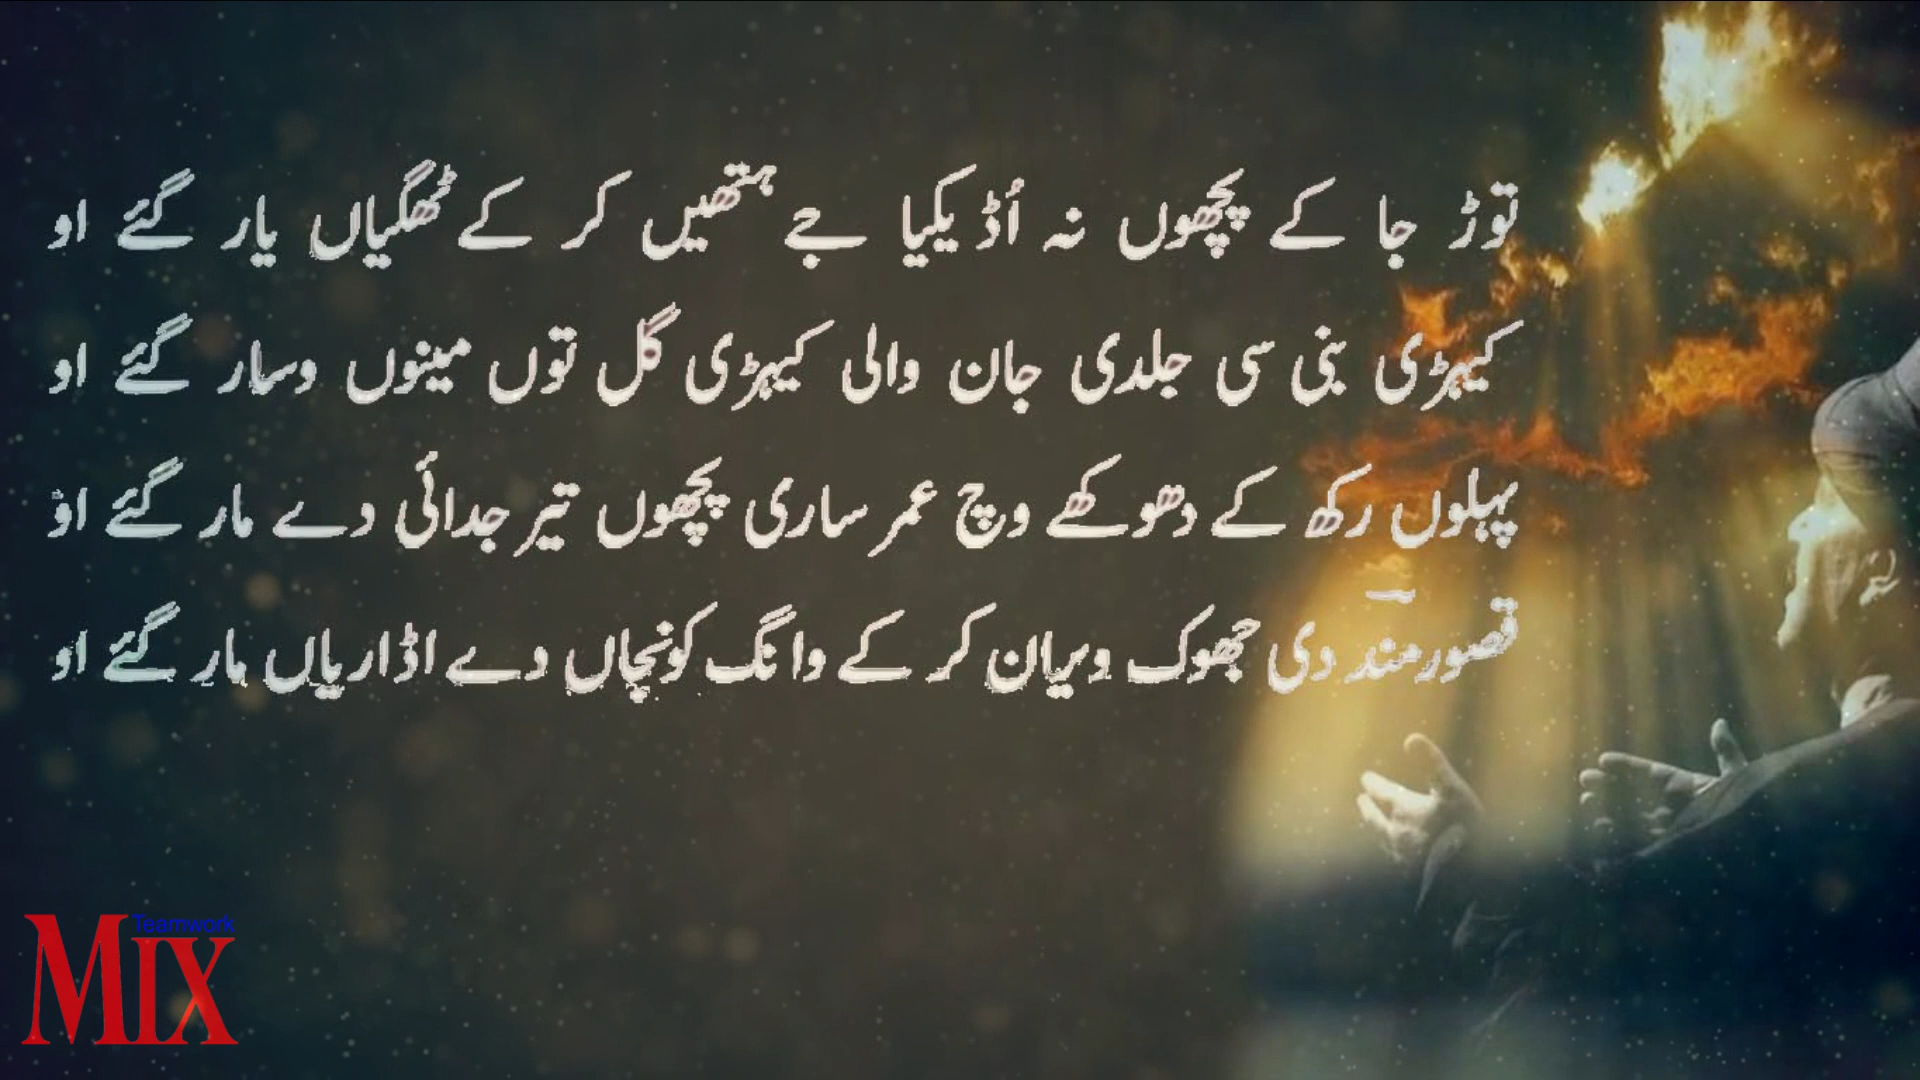 توڑ جا کے پچھوں نہ اُڈیکیا جے ہتھیں کر کے ٹھگیاں یار گئے او
کیہڑی بنی سی جلدی جان والی کیہڑی گل توں مینوں وسار گئے او
پہلوں رکھ کے دھوکھے وچ عمر ساری پچھوں تیر جدائی دے مار گئے اوْ
قصورمند دی جھوک ویران کر کے وانگ کونچاں دے اڈاریاں مار گئے او
Teamwork
MIX